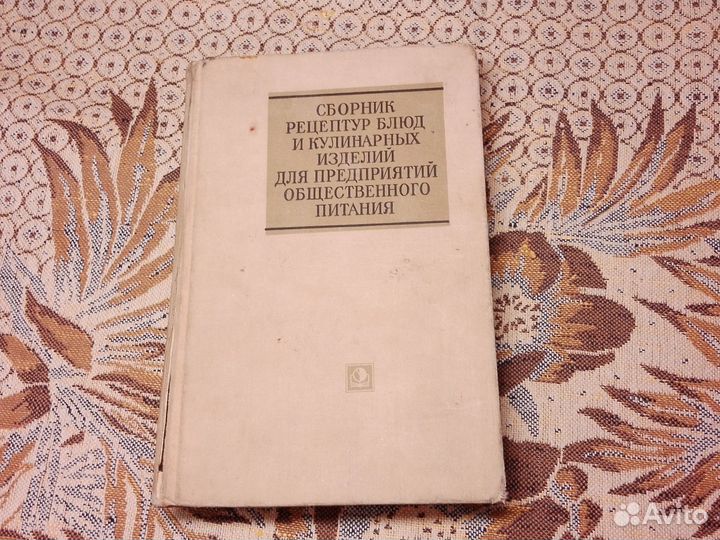 СБОРНИК
РЕЦЕПТУР БЛЮД
И КУЛИНАРНЫХ
ИЗДЕЛИЙ
ДЛЯ ПРЕДПРИЯТИЙ
ОБЩЕСТВЕННОГО
ПИТАНИЯ
Avito